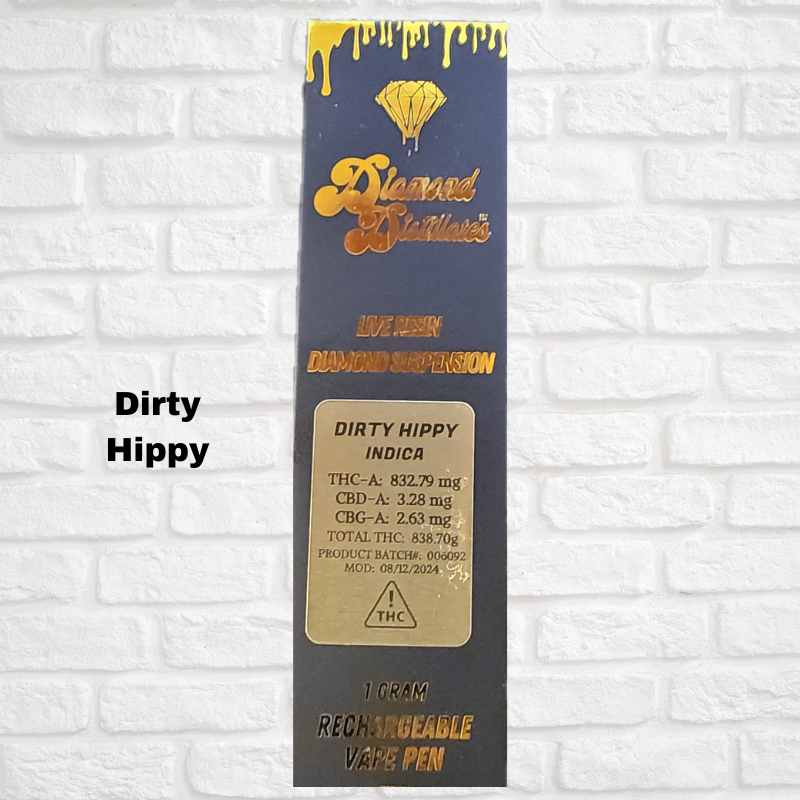 Dirty
Hippy
Diamond
Distillates™
LIVE RESIN
DIAMOND SUSPENSION
DIRTY HIPPY
INDICA
THC-A: 832.79 mg
CBD-A: 3.28 mg
CBG-A: 2.63 mg
TOTAL THC: 838.70g
PRODUCT BATCH#: 006092
MOD: 08/12/2024
!
THC
1 GRAM
RECHARGEABLE
VAPE PEN